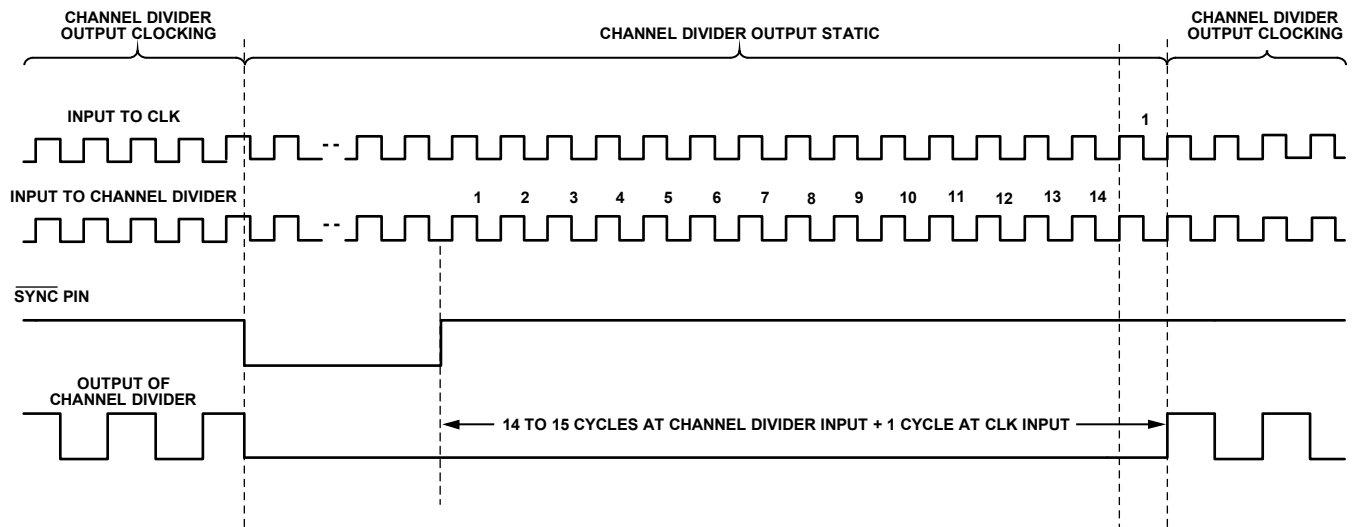 CHANNEL DIVIDER
OUTPUT CLOCKING
CHANNEL DIVIDER OUTPUT STATIC
CHANNEL DIVIDER
OUTPUT CLOCKING
INPUT TO CLK
1
INPUT TO CHANNEL DIVIDER
1 2 3 4 5 6 7 8 9 10 11 12 13 14
SYNC PIN
OUTPUT OF
CHANNEL DIVIDER
14 TO 15 CYCLES AT CHANNEL DIVIDER INPUT + 1 CYCLE AT CLK INPUT